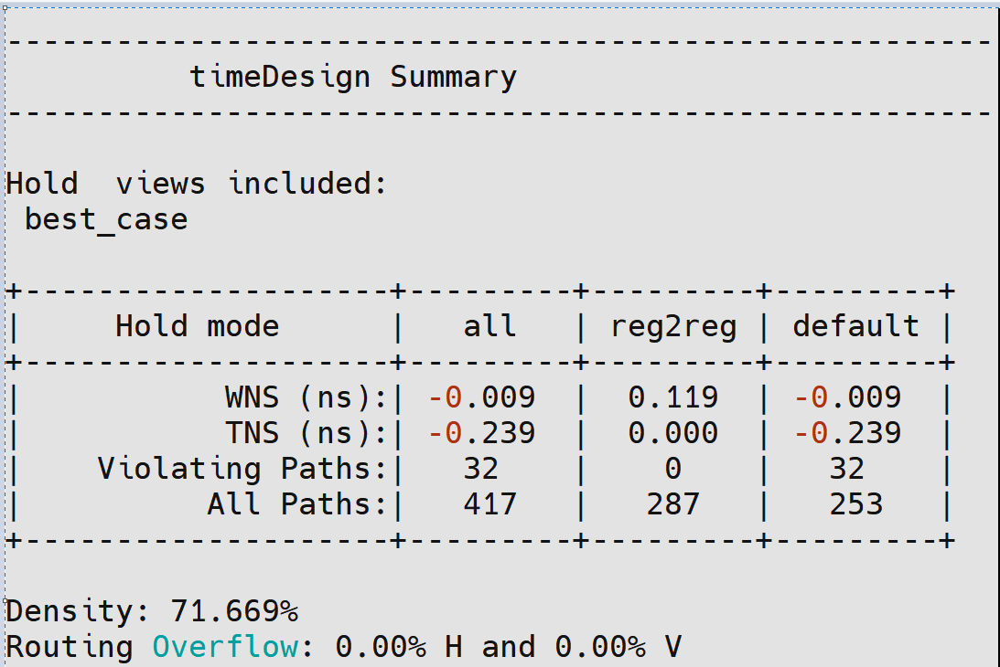 ------------------------------------------------------
          timeDesign Summary
------------------------------------------------------
Hold  views included:
 best_case
+--------------------+---------+---------+---------+
|     Hold mode      |   all   | reg2reg | default |
+--------------------+---------+---------+---------+
|           WNS (ns):| -0.009  |  0.119  | -0.009  |
|           TNS (ns):| -0.239  |  0.000  | -0.239  |
|    Violating Paths:|   32    |    0    |   32    |
|          All Paths:|   417   |   287   |   253   |
+--------------------+---------+---------+---------+
Density: 71.669%
Routing Overflow: 0.00% H and 0.00% V